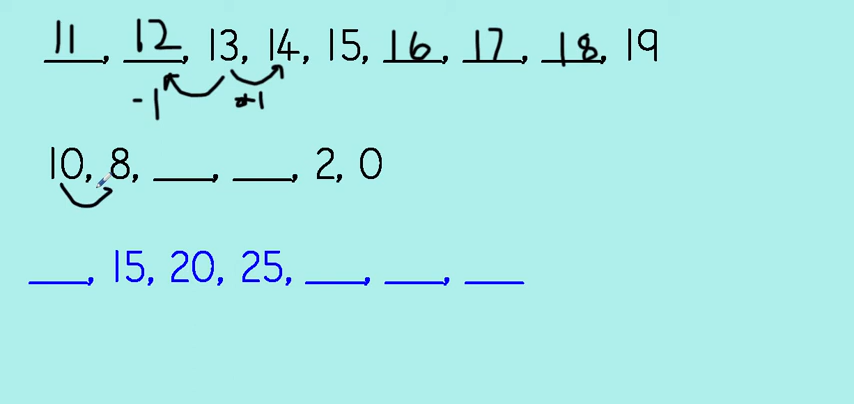 11, 12, 13, 14, 15, 16, 17, 18, 19
-1 +1
10, 8, ___, ___, 2, 0
___, 15, 20, 25, ___, ___, ___